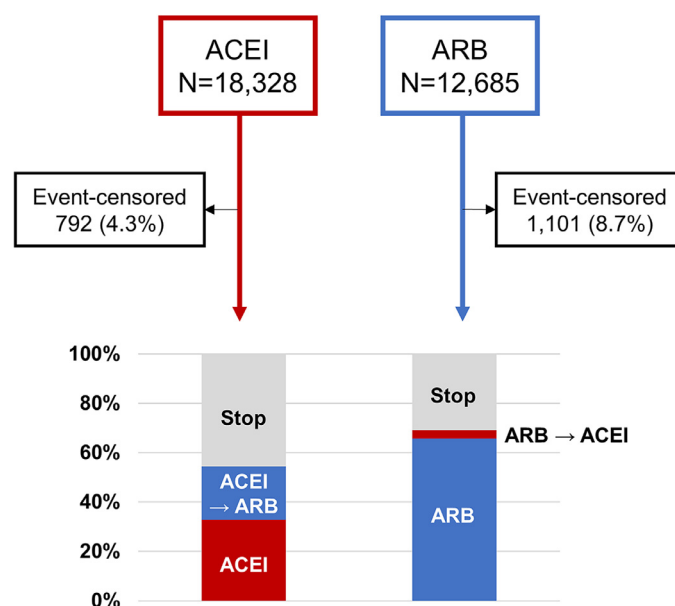 ACEI
N=18,328
ARB
N=12,685
Event-censored
792 (4.3%)
Event-censored
1,101 (8.7%)
100%
80%
60%
40%
20%
0%
Stop
ACEI
→ ARB
ACEI
Stop
ARB → ACEI
ARB